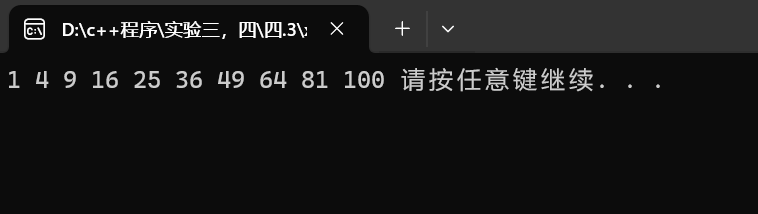 D:\c++程序\实验三，四\四.3\
1 4 9 16 25 36 49 64 81 100 请按任意键继续. . .